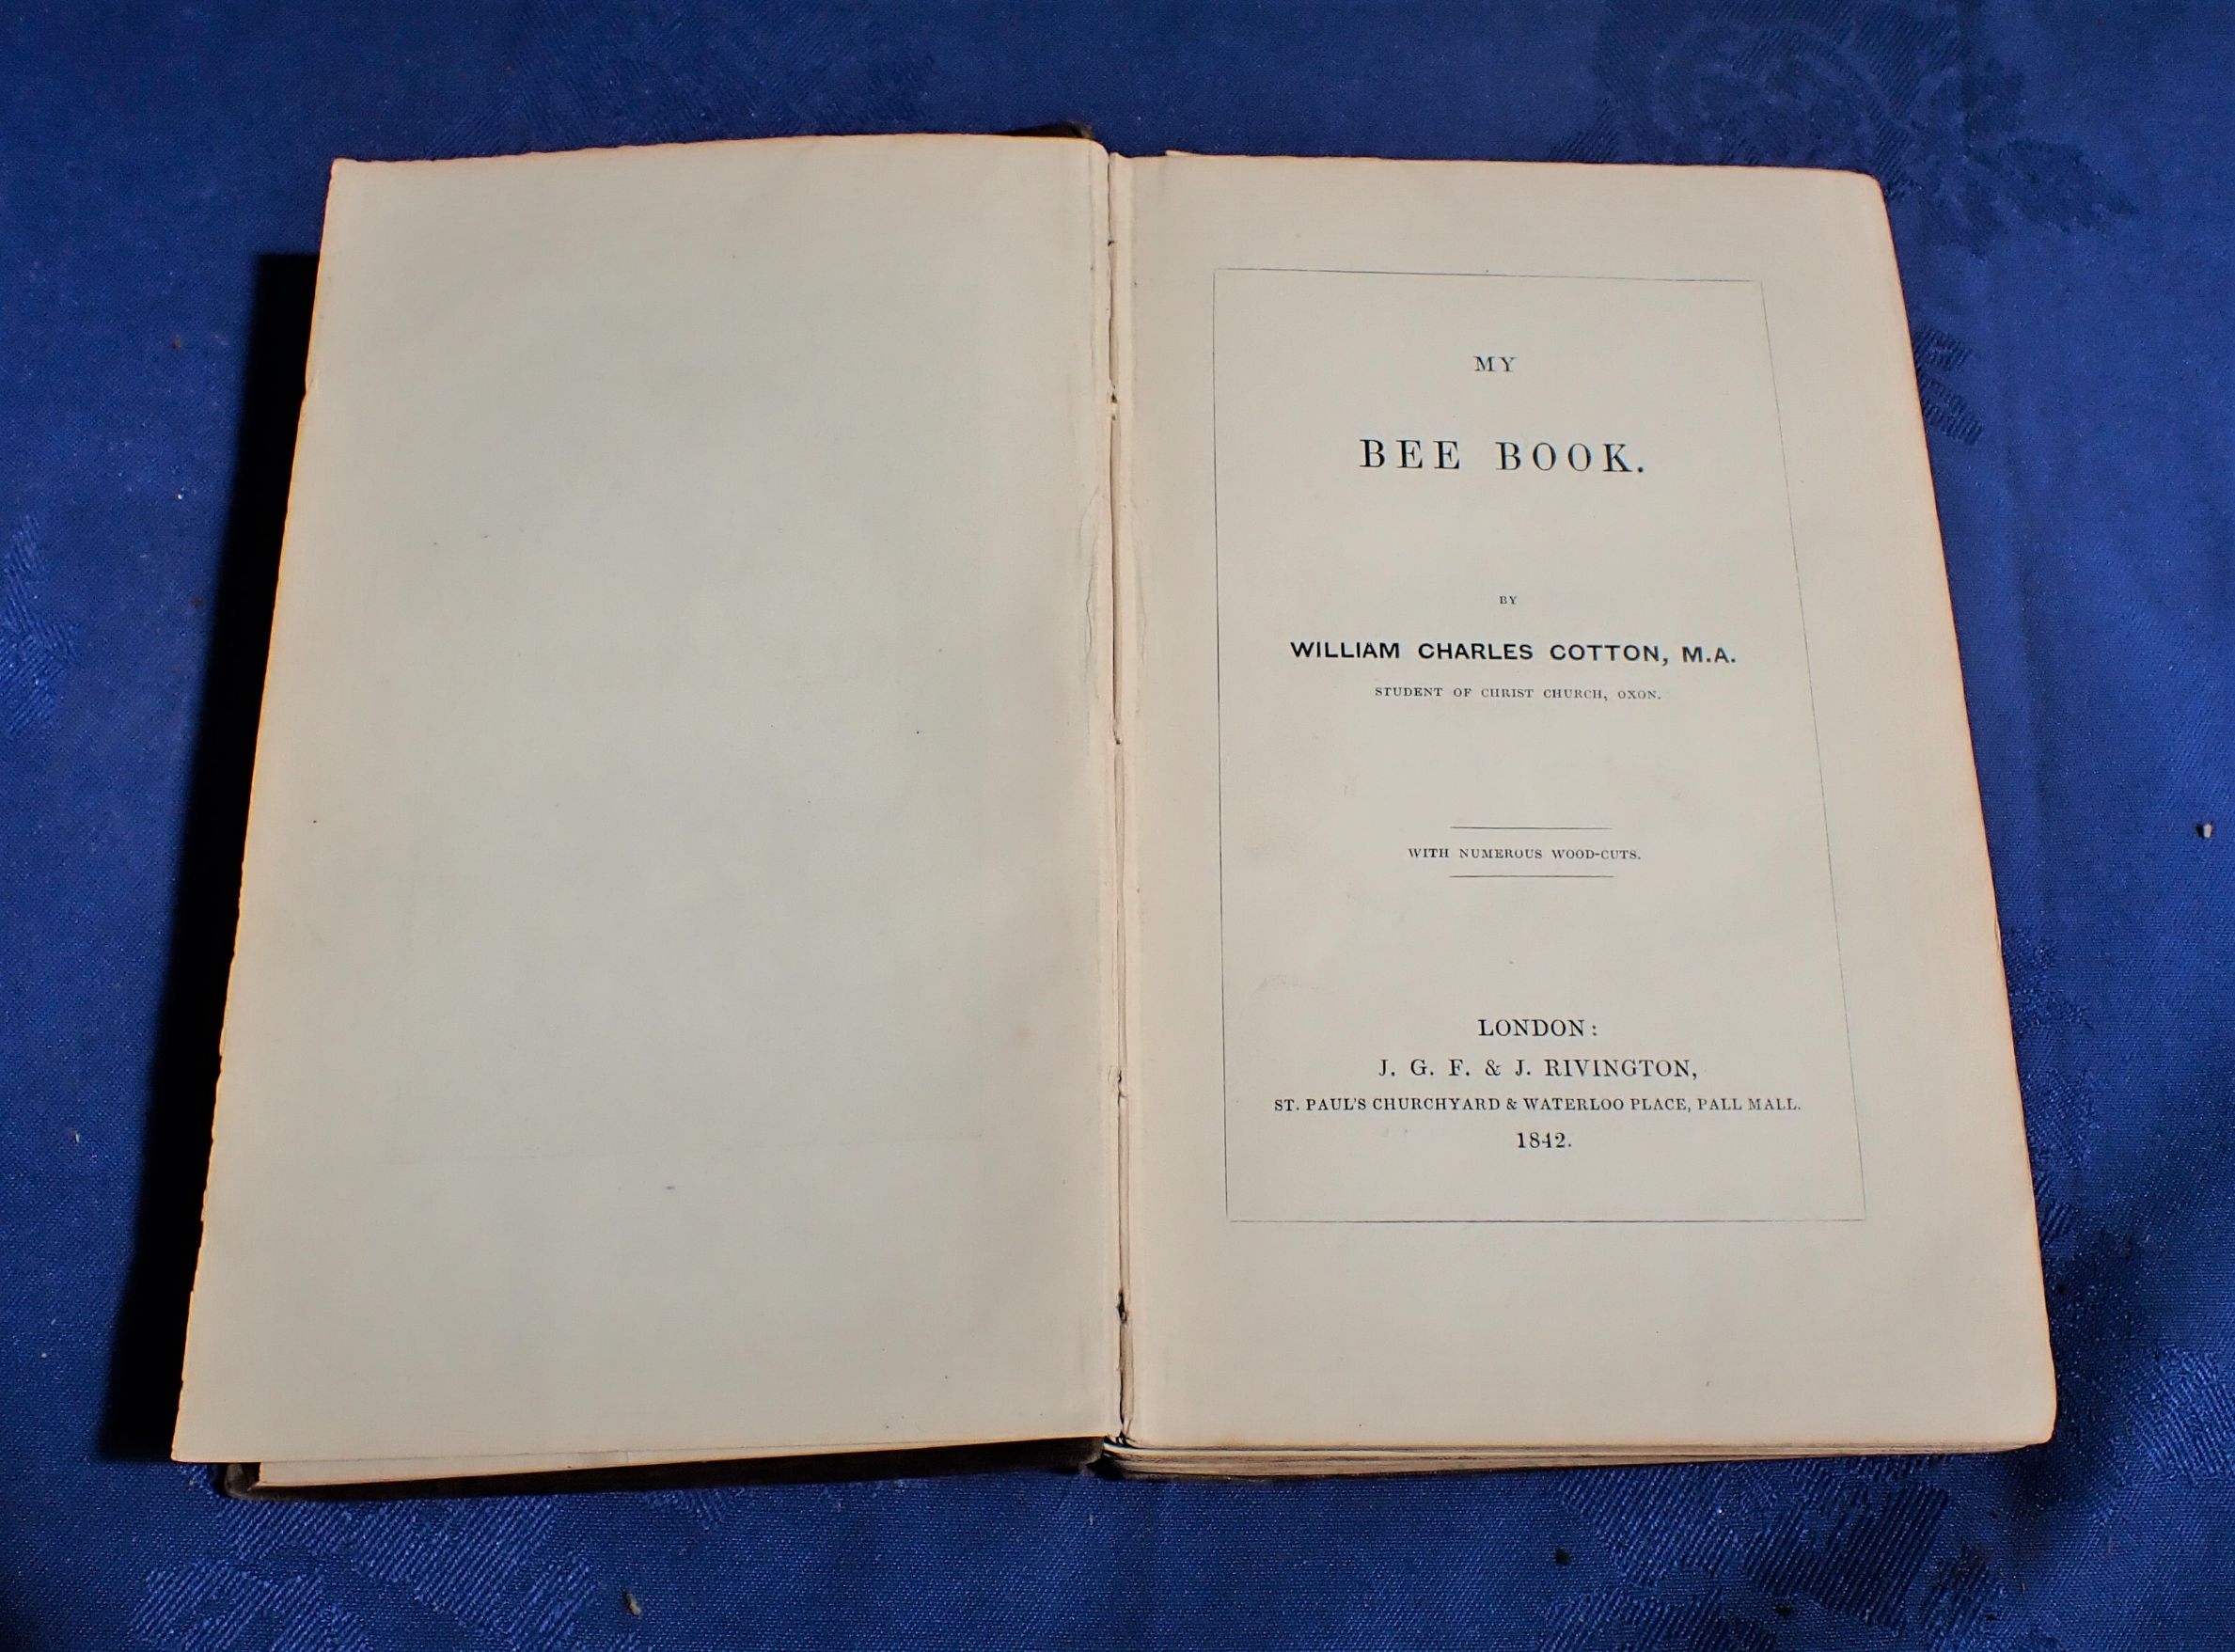 MY
BEE BOOK.
BY
WILLIAM CHARLES COTTON, M.A.
STUDENT OF CHRIST CHURCH, OXON.
WITH NUMEROUS WOOD-CUTS.
LONDON:
J. G. F. & J. RIVINGTON,
ST. PAUL'S CHURCHYARD & WATERLOO PLACE, PALL MALL.
1842.